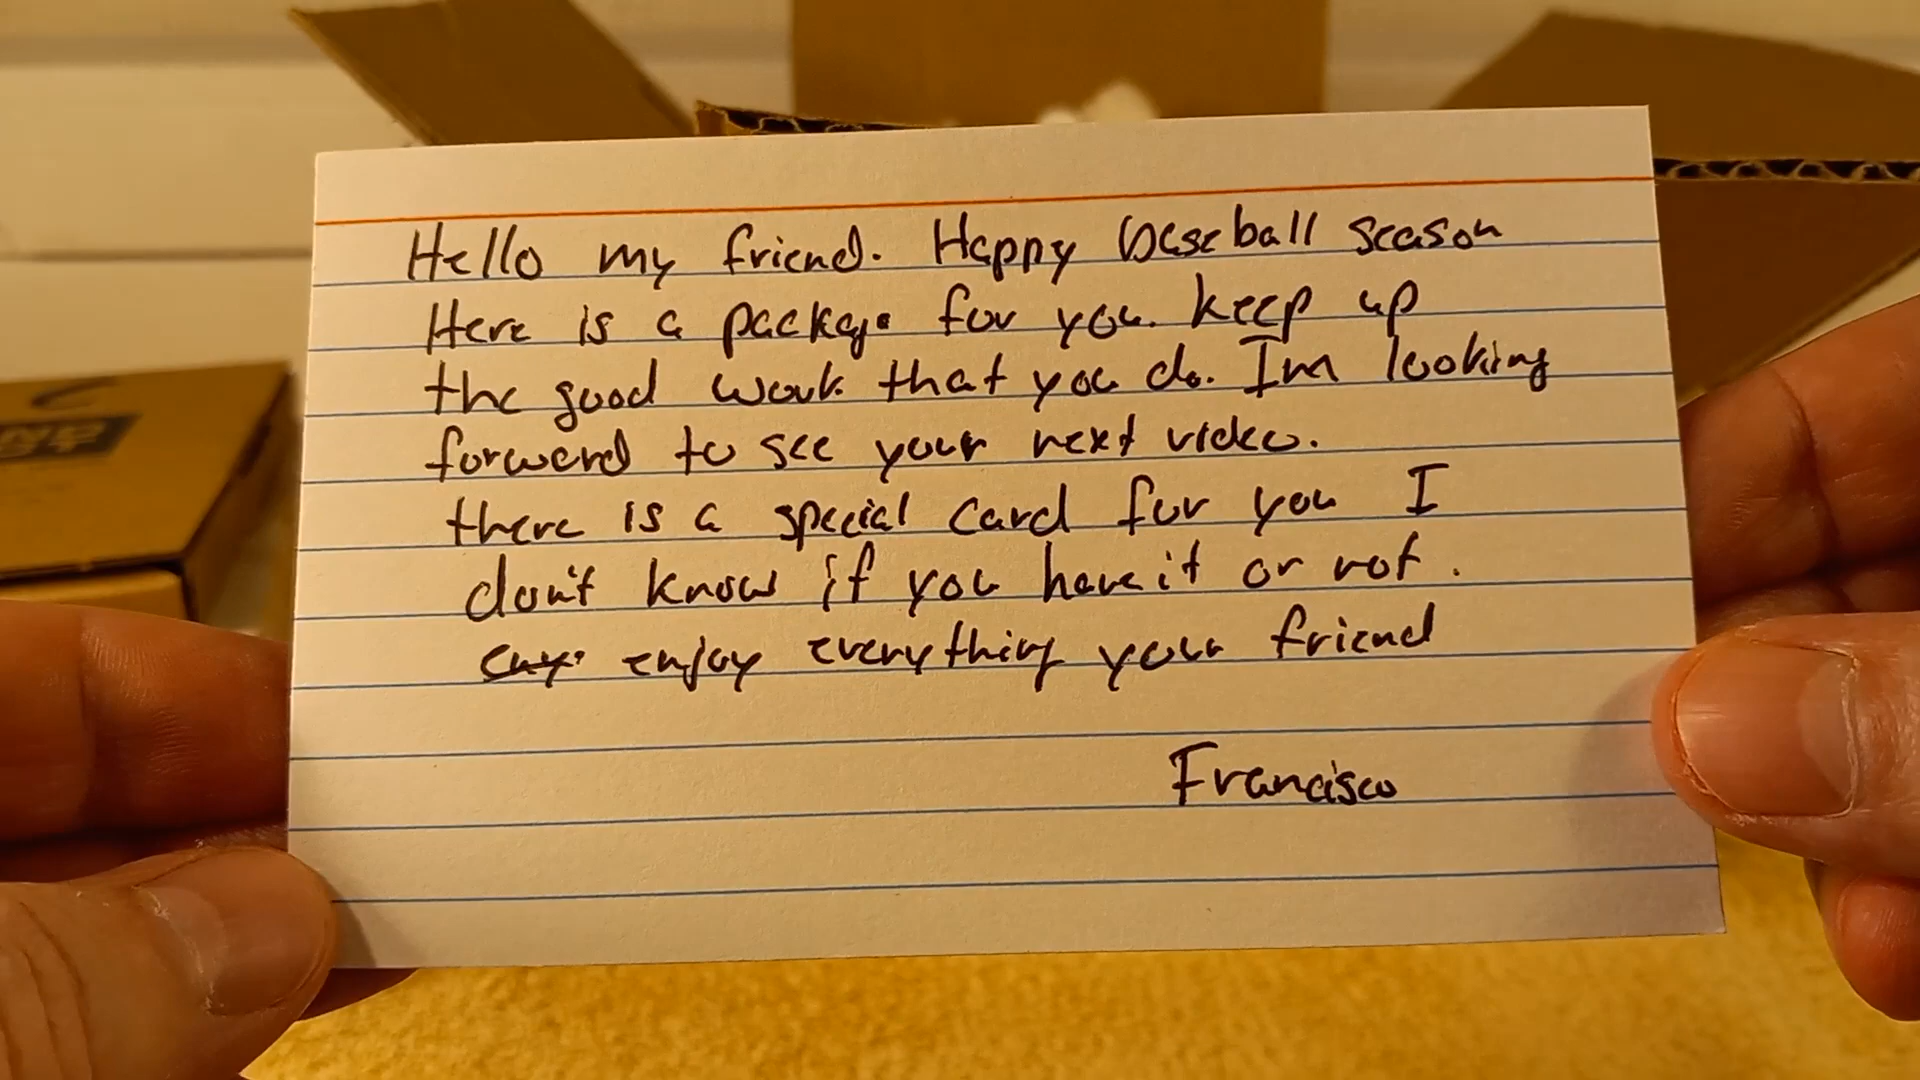 Hello my friend. Happy baseball season
Here is a package for you. keep up
the good work that you do. Im looking
forward to see your next video.
there is a special card for you I
don't know if you have it or not.
enjoy everything your friend
Francisco